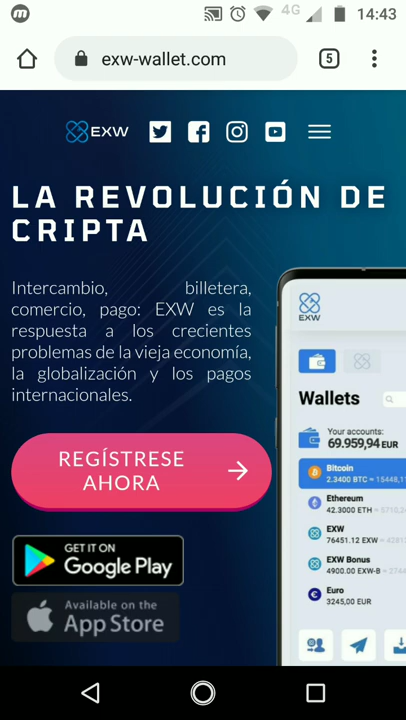 4G 14:43
exw-wallet.com 5
EXW
LA REVOLUCIÓN DE
CRIPTA
Intercambio, billetera,
comercio, pago: EXW es la
respuesta a los crecientes
problemas de la vieja economía,
la globalización y los pagos
internacionales.
REGÍSTRESE
AHORA
GET IT ON
Google Play
Available on the
App Store
EXW
Wallets
Your accounts:
69.959,94 EUR
Bitcoin
2.3400 BTC = 15448,11
Ethereum
42.3000 ETH
EXW
76451.12 EXW
EXW Bonus
4900.00 EXW-B
Euro
3245,00 EUR